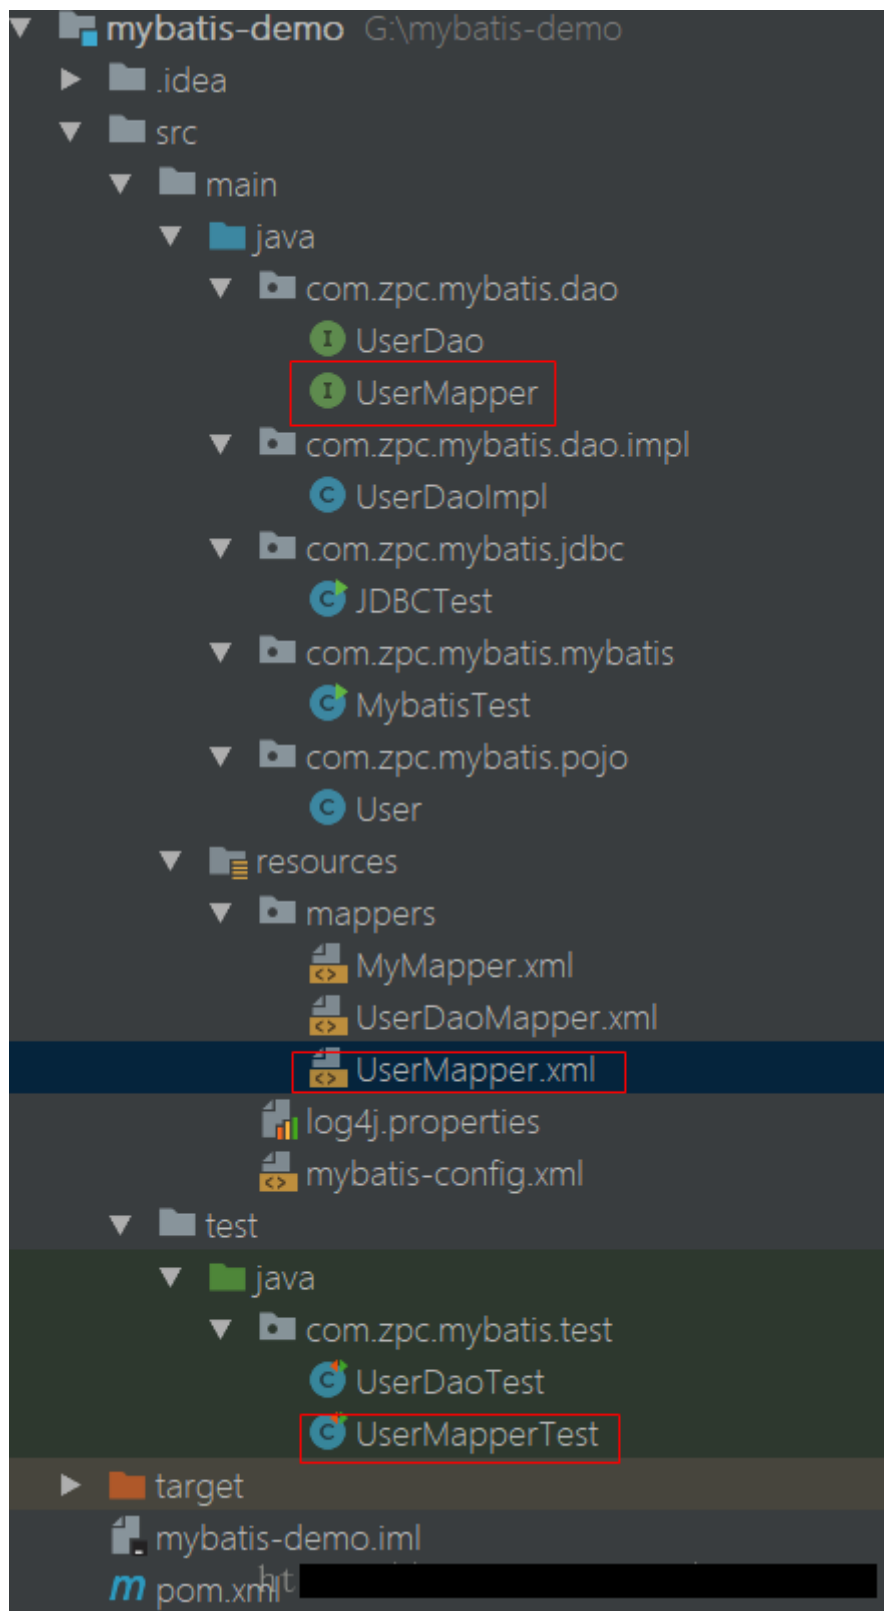 mybatis-demo G:\mybatis-demo
.idea
src
main
java
com.zpc.mybatis.dao
UserDao
UserMapper
com.zpc.mybatis.dao.impl
UserDaoImpl
com.zpc.mybatis.jdbc
JDBCTest
com.zpc.mybatis.mybatis
MybatisTest
com.zpc.mybatis.pojo
User
resources
mappers
MyMapper.xml
UserDaoMapper.xml
UserMapper.xml
log4j.properties
mybatis-config.xml
test
java
com.zpc.mybatis.test
UserDaoTest
UserMapperTest
target
mybatis-demo.iml
pom.xml